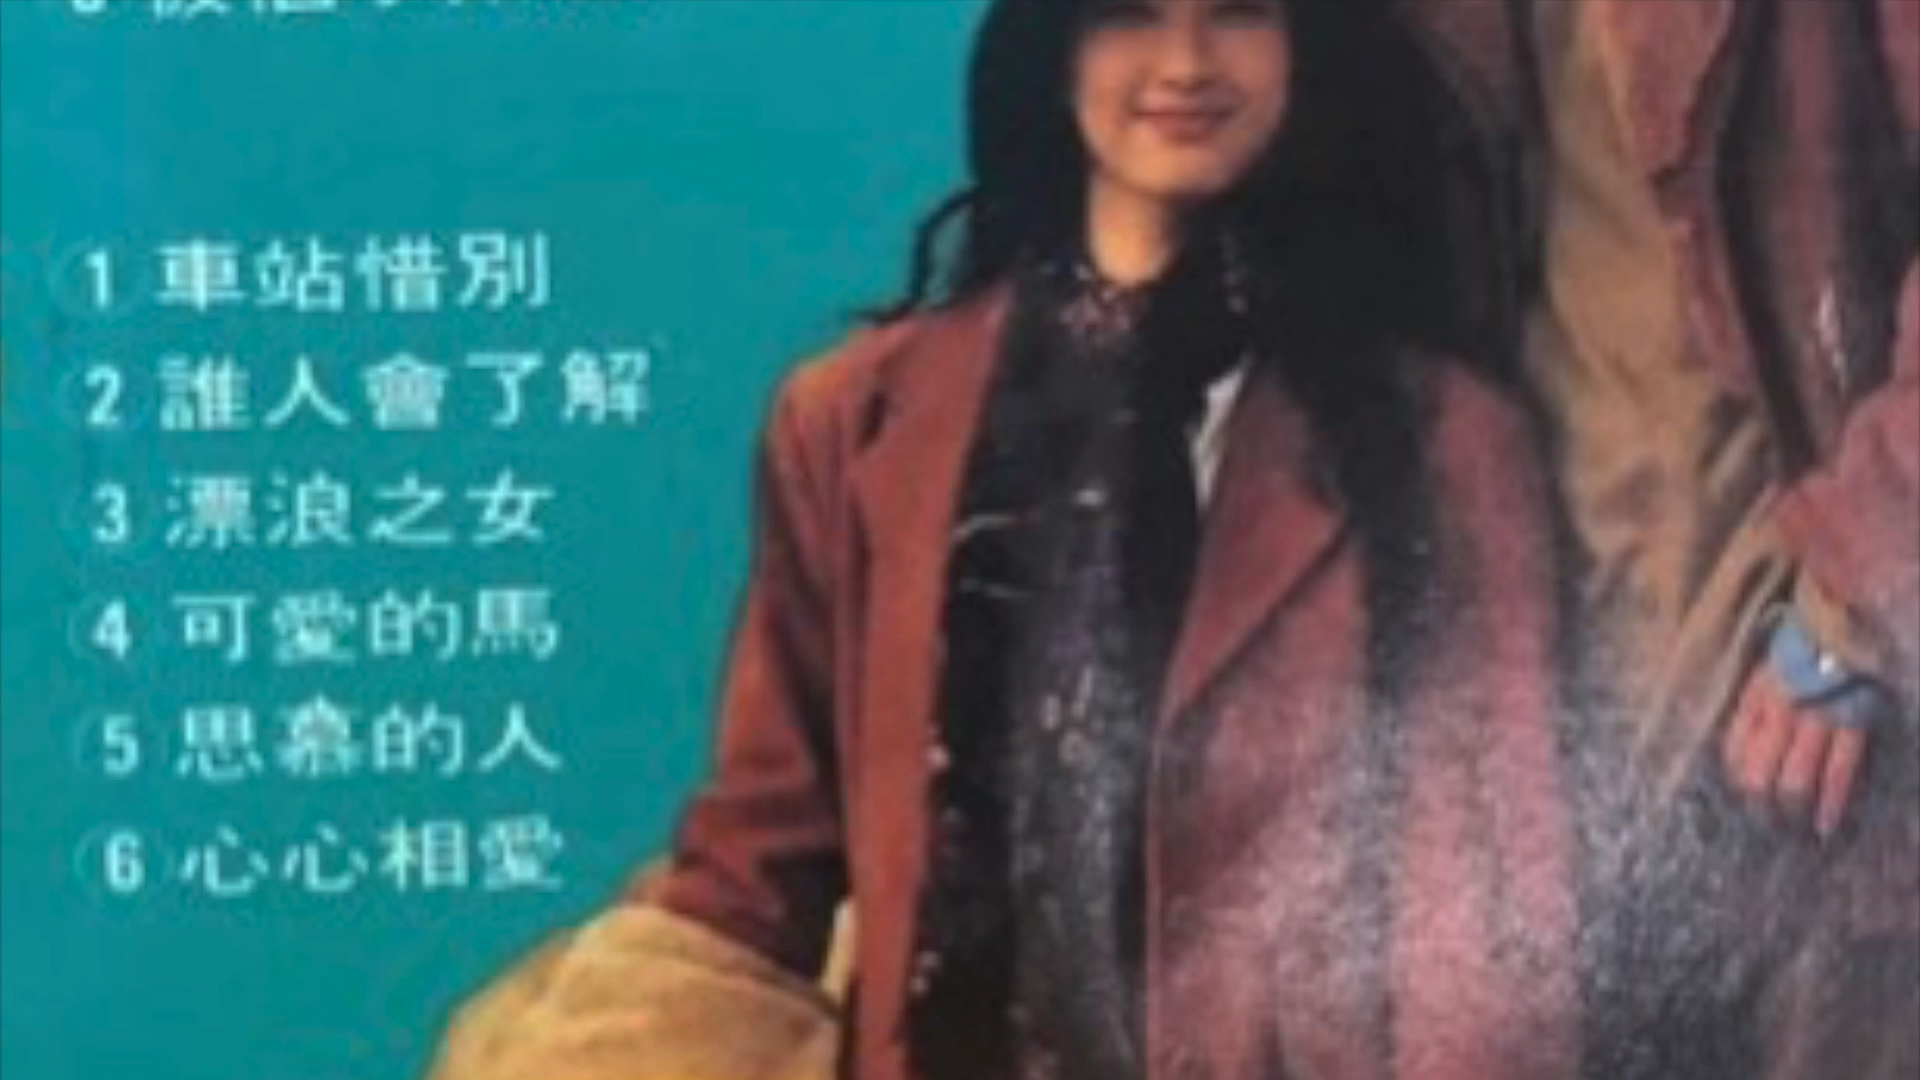 1 車站惜別
2 誰人會了解
3 漂浪之女
4 可愛的馬
5 思慕的人
6 心心相愛